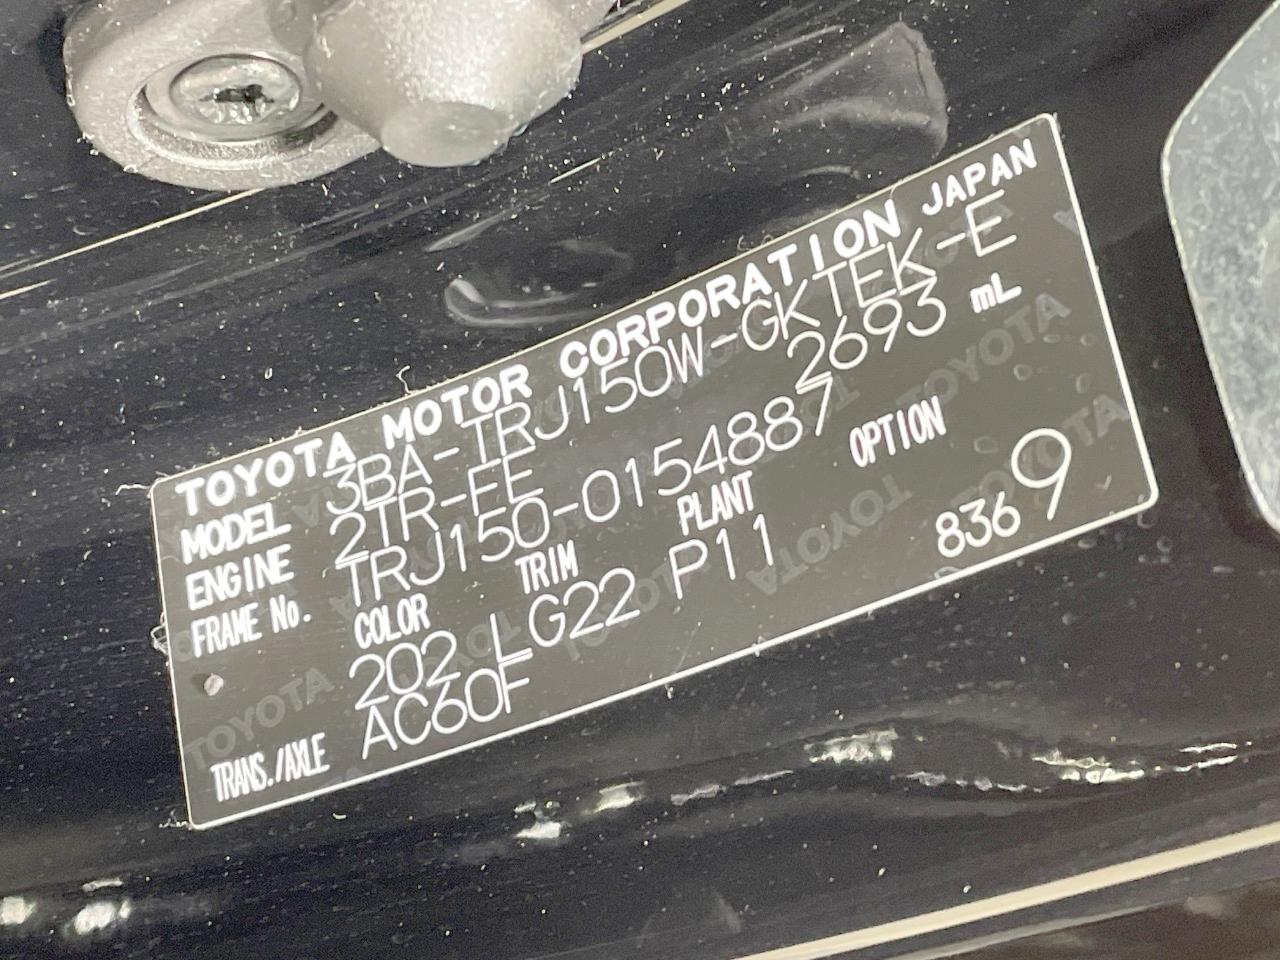 TOYOTA MOTOR CORPORATION JAPAN
MODEL 3BA-TRJ150W-GKTEK-E
ENGINE 2TR-FE 2693 mL
FRAME No. TRJ150-0154887
COLOR TRIM PLANT OPTION
202 LG22 P11 8369
TRANS./AXLE AC60F